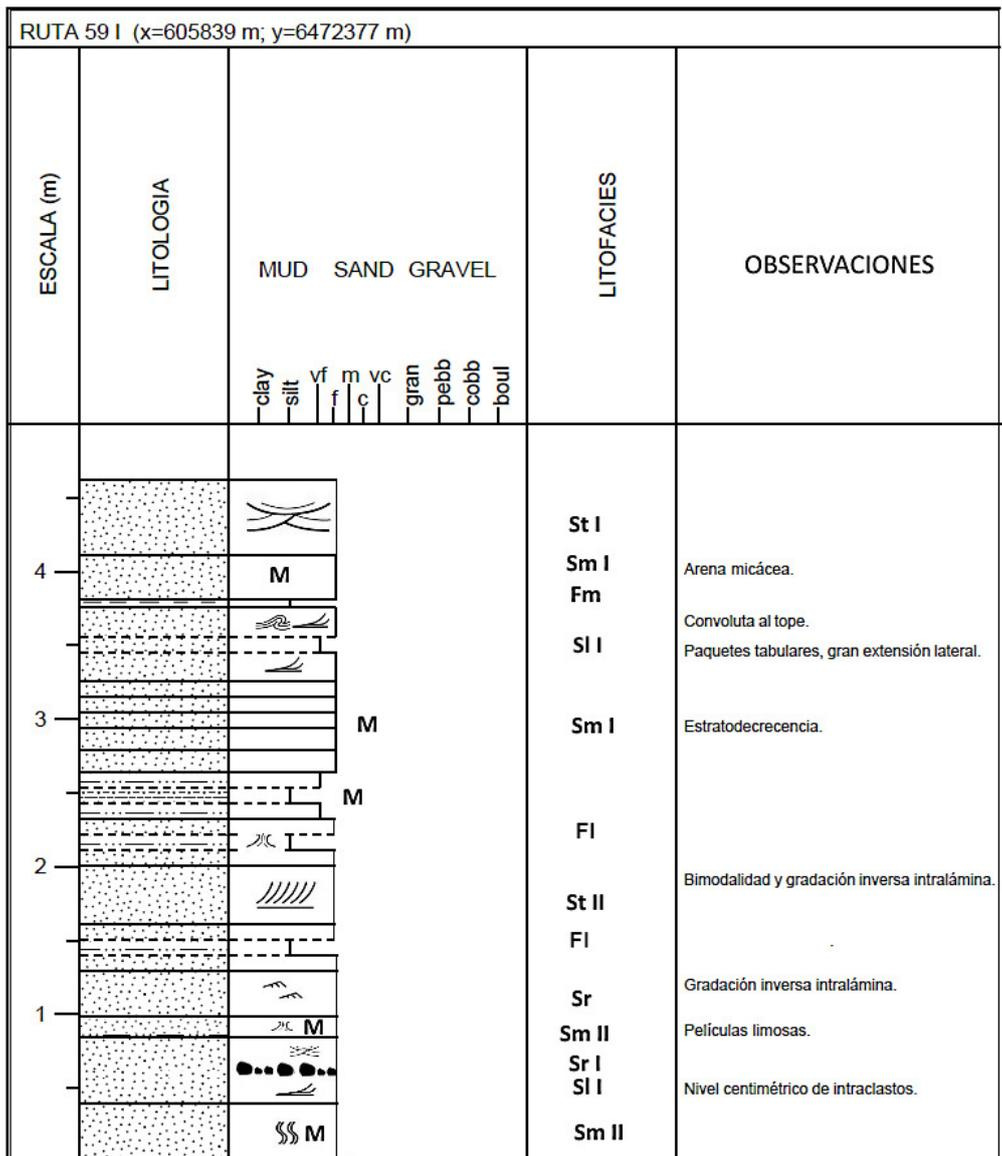 RUTA 59 I (x=605839 m; y=6472377 m)
ESCALA (m)
LITOLOGIA
MUD SAND GRAVEL
LITOFACIES
OBSERVACIONES
clay silt vf f m c vc gran pebb cobb boul
St I
4 M Sm I Arena micácea.
Fm
Convoluta al tope.
Sl I Paquetes tabulares, gran extensión lateral.
3 M Sm I Estratodecrecencia.
M
Fl
2 Bimodalidad y gradación inversa intralámina.
St II
Fl
Gradación inversa intralámina.
1 Sr
M Sm II Películas limosas.
Sr I
Sl I Nivel centimétrico de intraclastos.
M Sm II